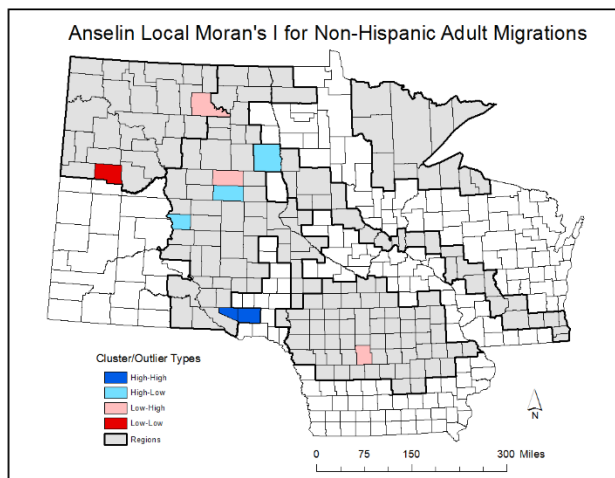 Anselin Local Moran's I for Non-Hispanic Adult Migrations
Cluster/Outlier Types
High-High
High-Low
Low-High
Low-Low
Regions
N
0 75 150 300 Miles